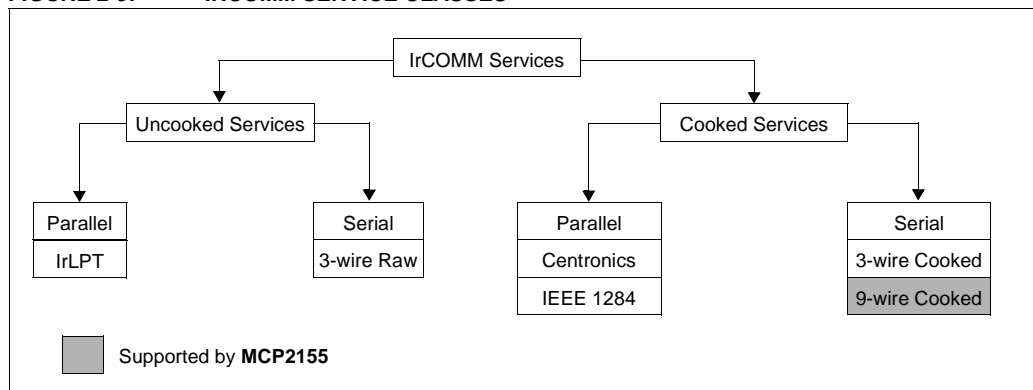 IrCOMM Services
Uncooked Services
Cooked Services
Parallel
IrLPT
Serial
3-wire Raw
Parallel
Centronics
IEEE 1284
Serial
3-wire Cooked
9-wire Cooked
Supported by MCP2155